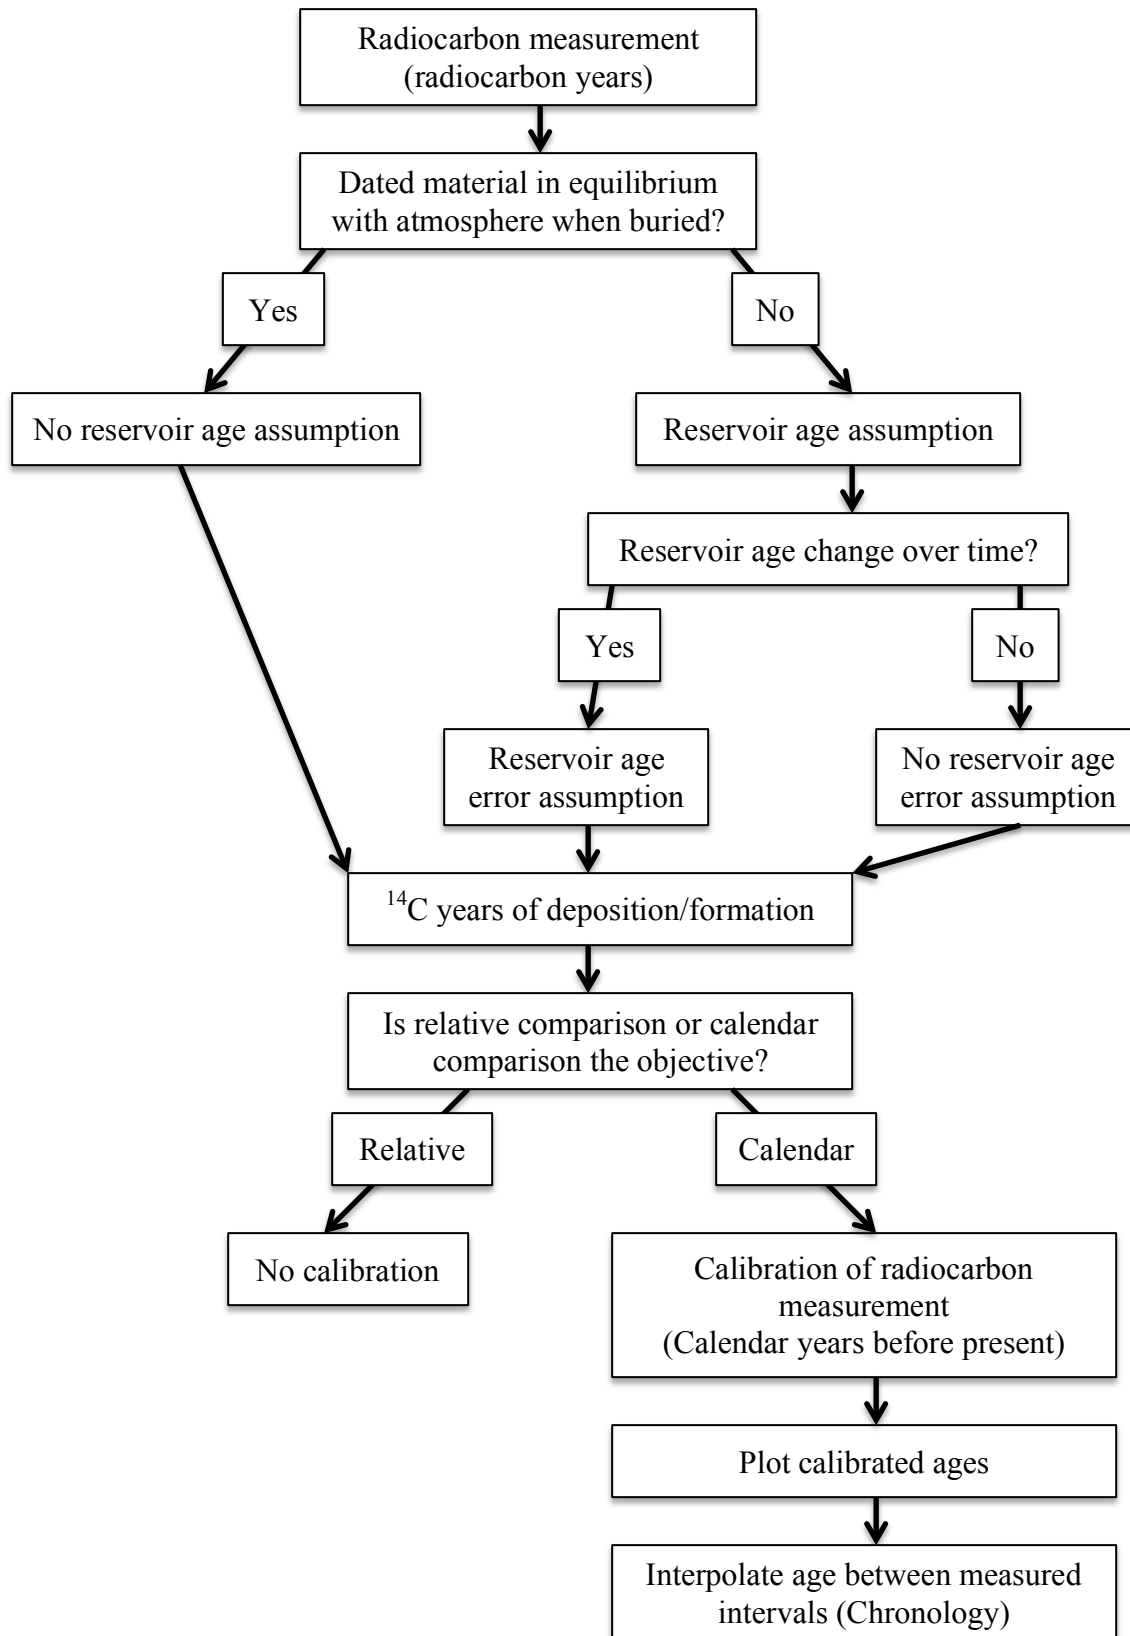 Radiocarbon measurement
(radiocarbon years)
Dated material in equilibrium
with atmosphere when buried?
Yes
No
No reservoir age assumption
Reservoir age assumption
Reservoir age change over time?
Yes
No
Reservoir age
error assumption
No reservoir age
error assumption
¹⁴C years of deposition/formation
Is relative comparison or calendar
comparison the objective?
Relative
Calendar
No calibration
Calibration of radiocarbon
measurement
(Calendar years before present)
Plot calibrated ages
Interpolate age between measured
intervals (Chronology)